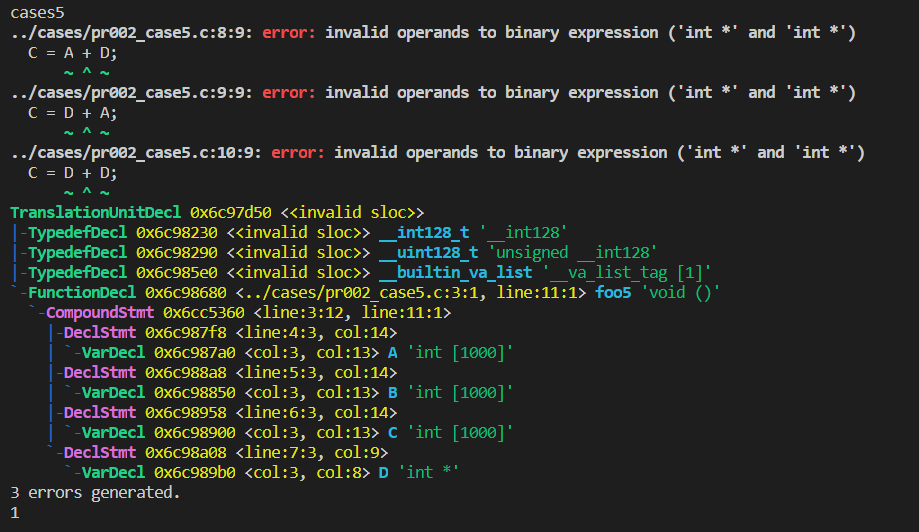 cases5
../cases/pr002_case5.c:8:9: error: invalid operands to binary expression ('int *' and 'int *')
  C = A + D;
      ~ ^ ~
../cases/pr002_case5.c:9:9: error: invalid operands to binary expression ('int *' and 'int *')
  C = D + A;
      ~ ^ ~
../cases/pr002_case5.c:10:9: error: invalid operands to binary expression ('int *' and 'int *')
  C = D + D;
      ~ ^ ~
TranslationUnitDecl 0x6c97d50 <<invalid sloc>>
|-TypedefDecl 0x6c98230 <<invalid sloc>> __int128_t '__int128'
|-TypedefDecl 0x6c98290 <<invalid sloc>> __uint128_t 'unsigned __int128'
|-TypedefDecl 0x6c985e0 <<invalid sloc>> __builtin_va_list '__va_list_tag [1]'
`-FunctionDecl 0x6c98680 <../cases/pr002_case5.c:3:1, line:11:1> foo5 'void ()'
  `-CompoundStmt 0x6cc5360 <line:3:12, line:11:1>
    |-DeclStmt 0x6c987f8 <line:4:3, col:14>
    | `-VarDecl 0x6c987a0 <col:3, col:13> A 'int [1000]'
    |-DeclStmt 0x6c988a8 <line:5:3, col:14>
    | `-VarDecl 0x6c98850 <col:3, col:13> B 'int [1000]'
    |-DeclStmt 0x6c98958 <line:6:3, col:14>
    | `-VarDecl 0x6c98900 <col:3, col:13> C 'int [1000]'
    `-DeclStmt 0x6c98a08 <line:7:3, col:9>
      `-VarDecl 0x6c989b0 <col:3, col:8> D 'int *'
3 errors generated.
1